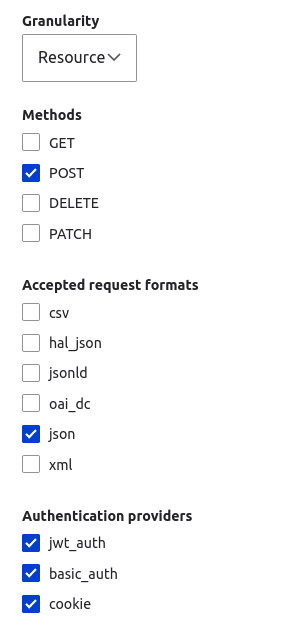 Granularity
Resource
Methods
GET
POST
DELETE
PATCH
Accepted request formats
csv
hal_json
jsonld
oai_dc
json
xml
Authentication providers
jwt_auth
basic_auth
cookie